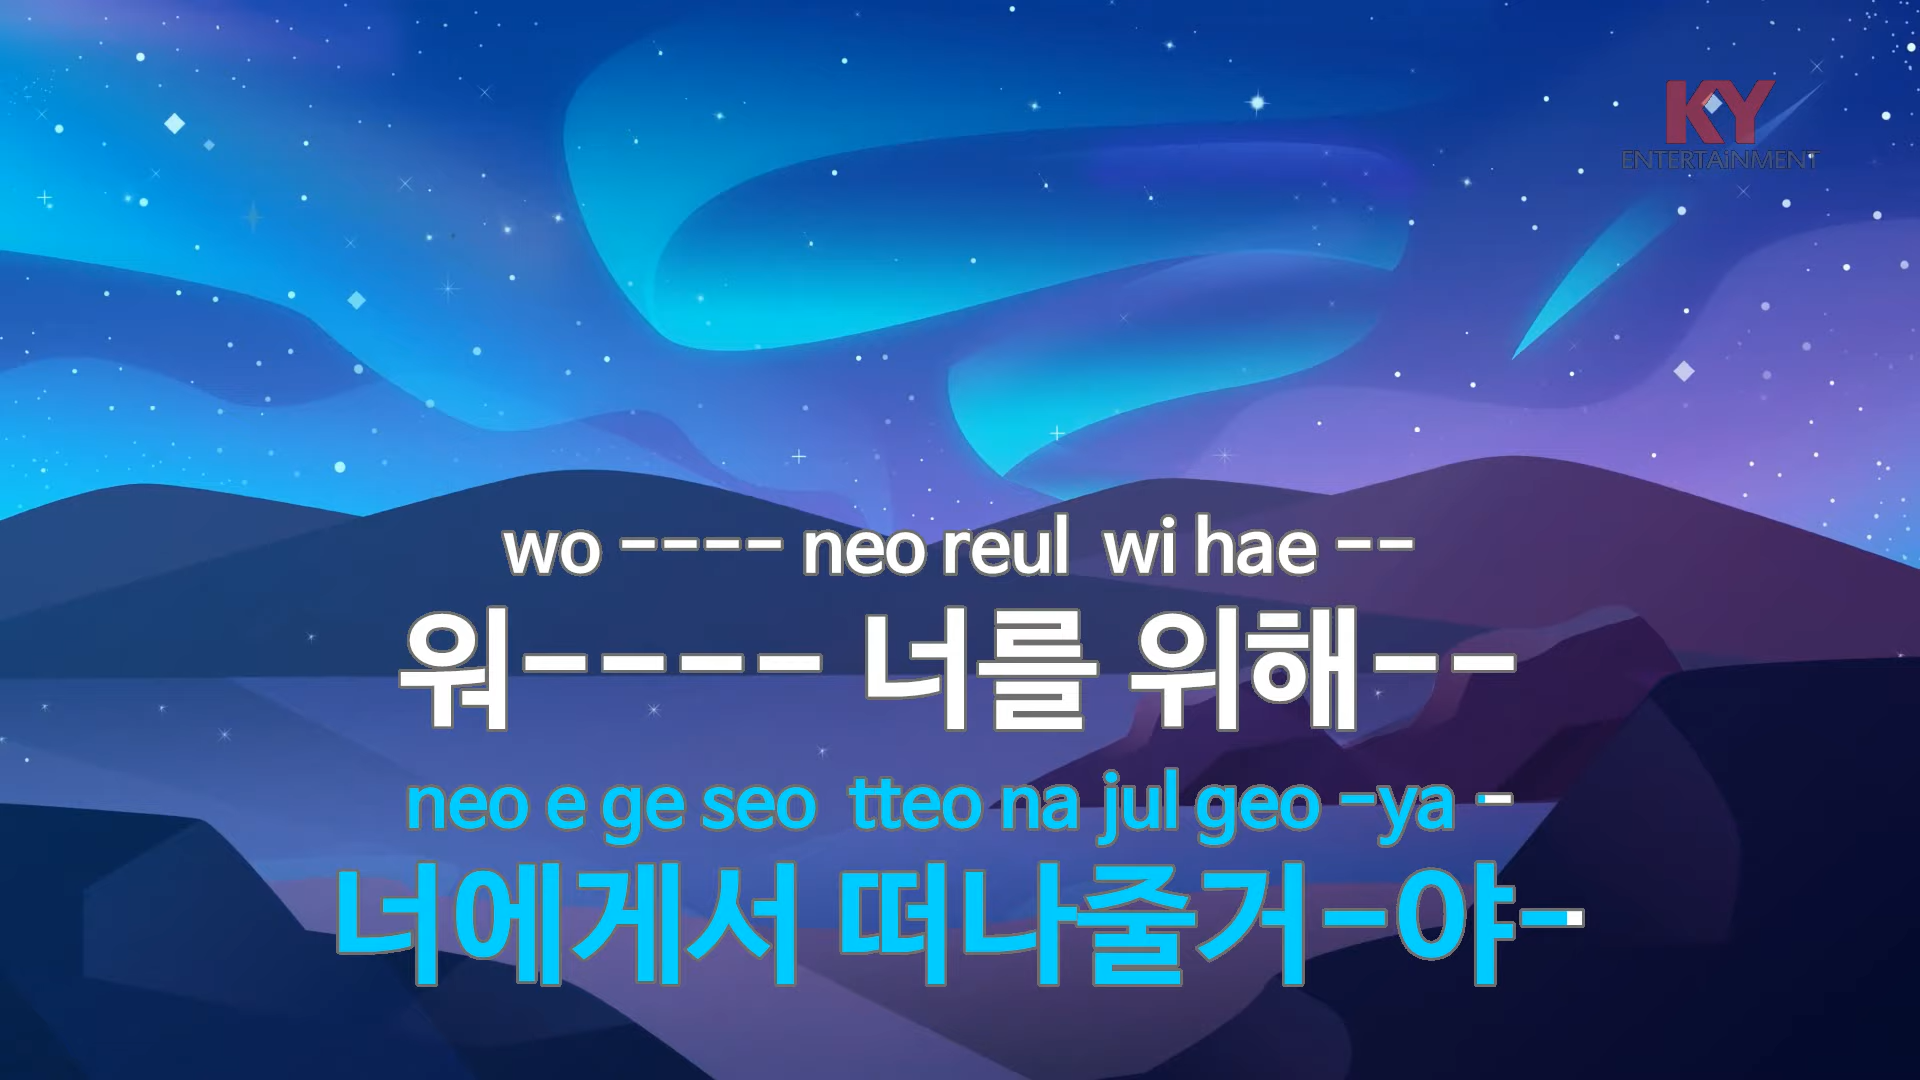 KY
ENTERTAiNMENT
wo ---- neo reul wi hae --
워---- 너를 위해--
neo e ge seo tteo na jul geo -ya -
너에게서 떠나줄거-야-